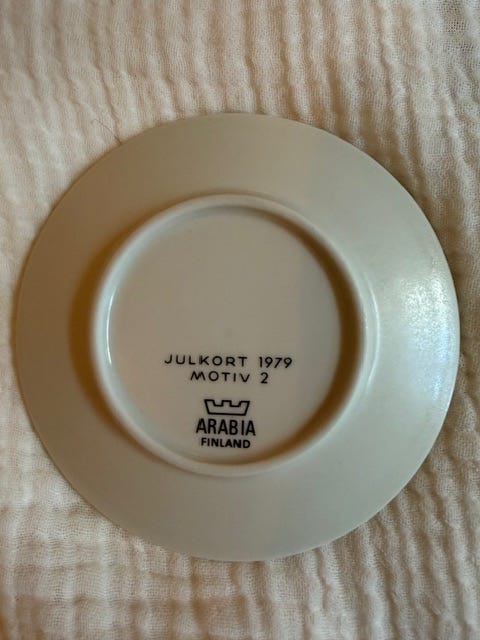 JULKORT 1979
MOTIV 2
ARABIA
FINLAND